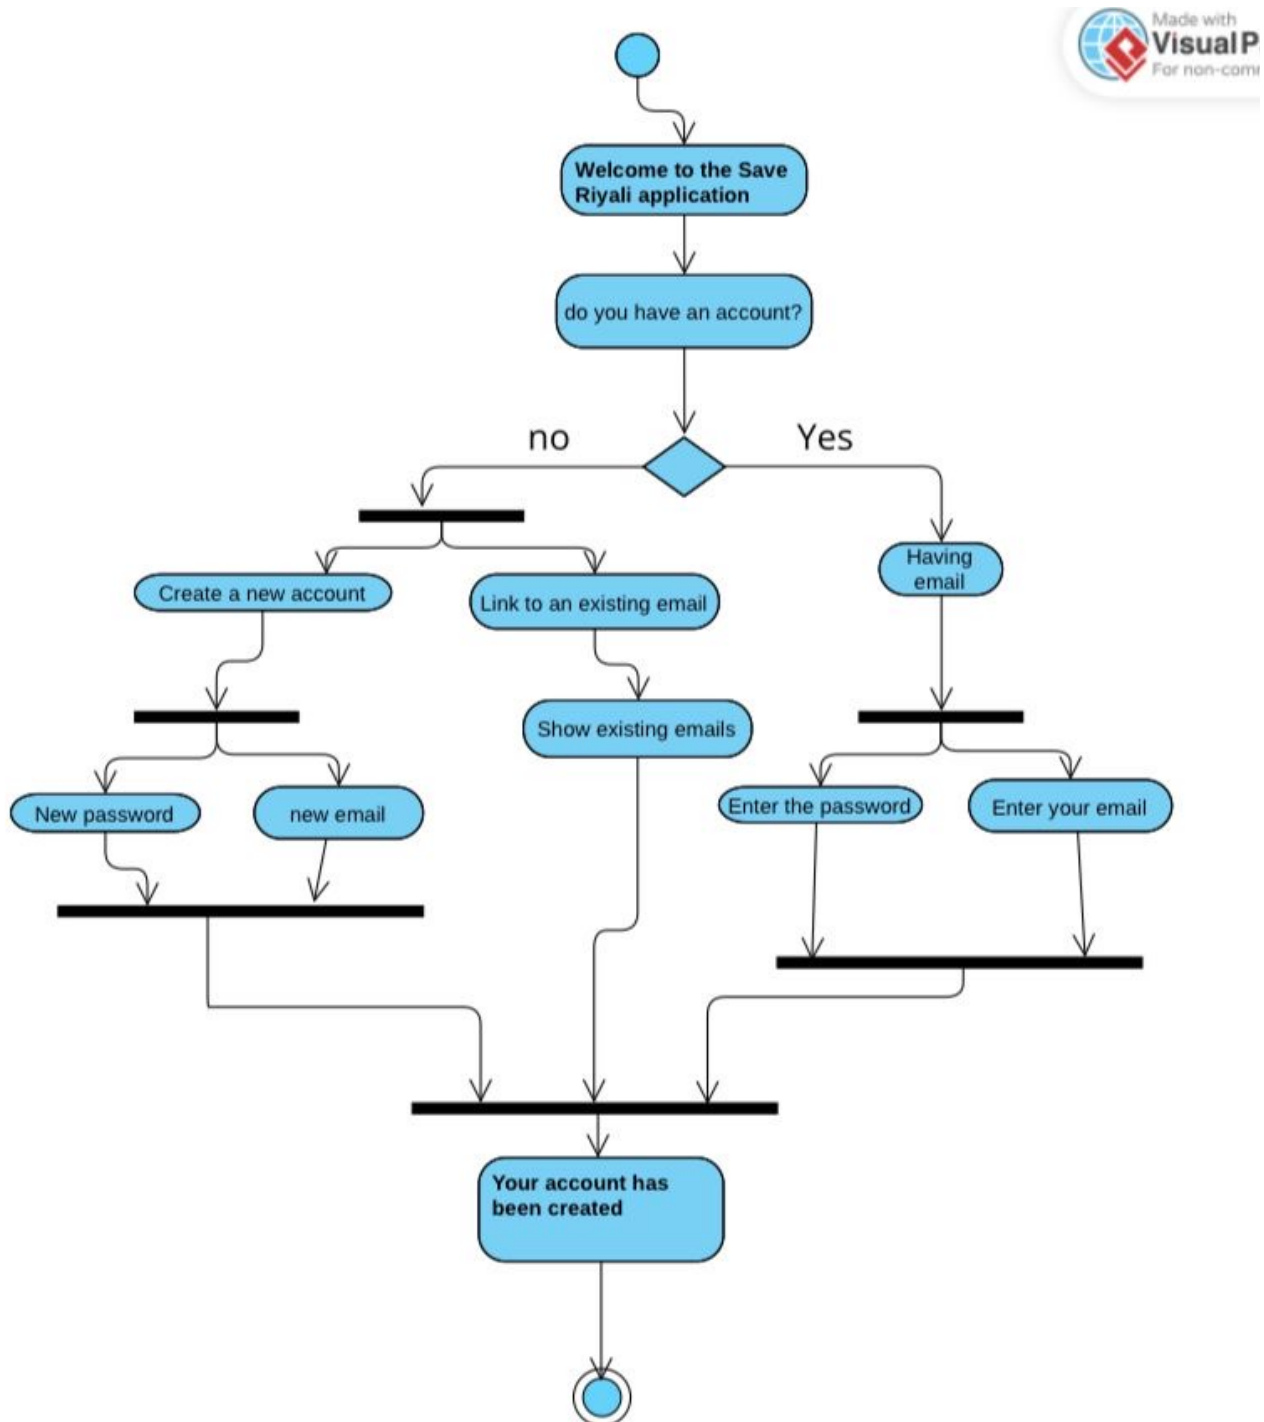 Made with
Visual P
For non-com
Welcome to the Save
Riyali application
do you have an account?
no
Yes
Having
email
Create a new account
Link to an existing email
Show existing emails
New password
new email
Enter the password
Enter your email
Your account has
been created